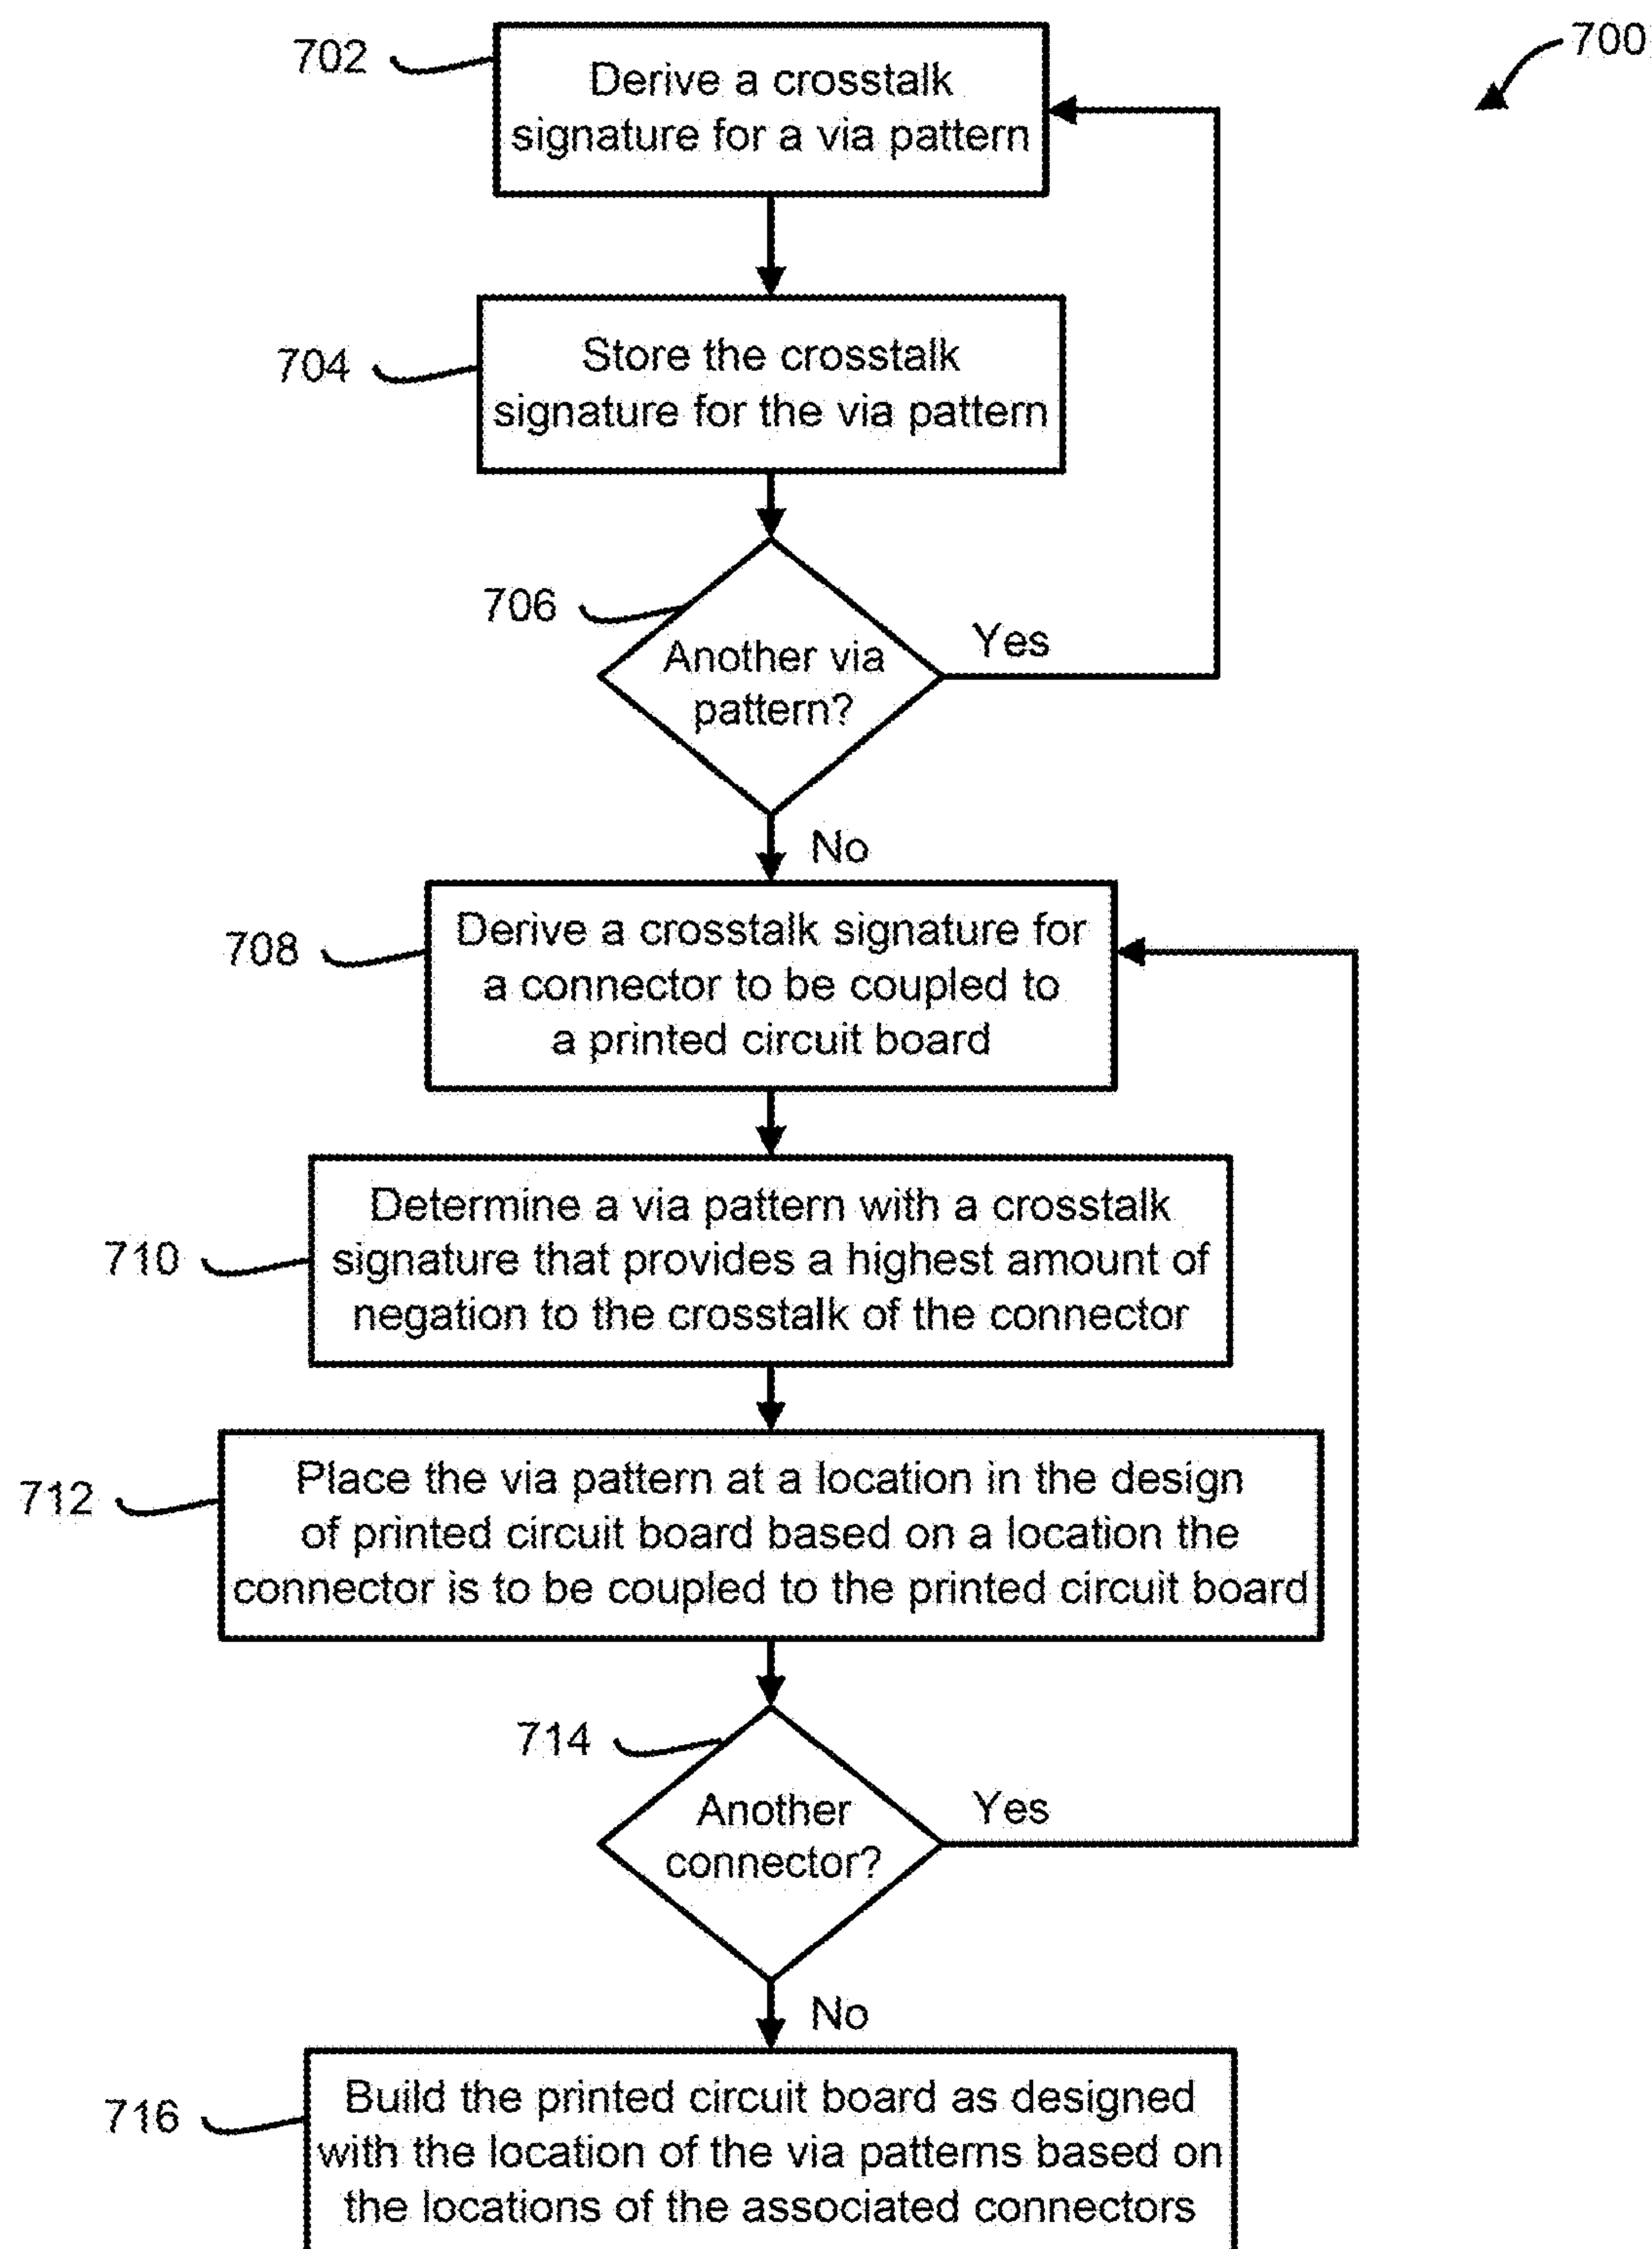 700
702
Derive a crosstalk
signature for a via pattern
704
Store the crosstalk
signature for the via pattern
706
Another via
pattern?
Yes
No
708
Derive a crosstalk signature for
a connector to be coupled to
a printed circuit board
710
Determine a via pattern with a crosstalk
signature that provides a highest amount of
negation to the crosstalk of the connector
712
Place the via pattern at a location in the design
of printed circuit board based on a location the
connector is to be coupled to the printed circuit board
714
Another
connector?
Yes
No
716
Build the printed circuit board as designed
with the location of the via patterns based on
the locations of the associated connectors